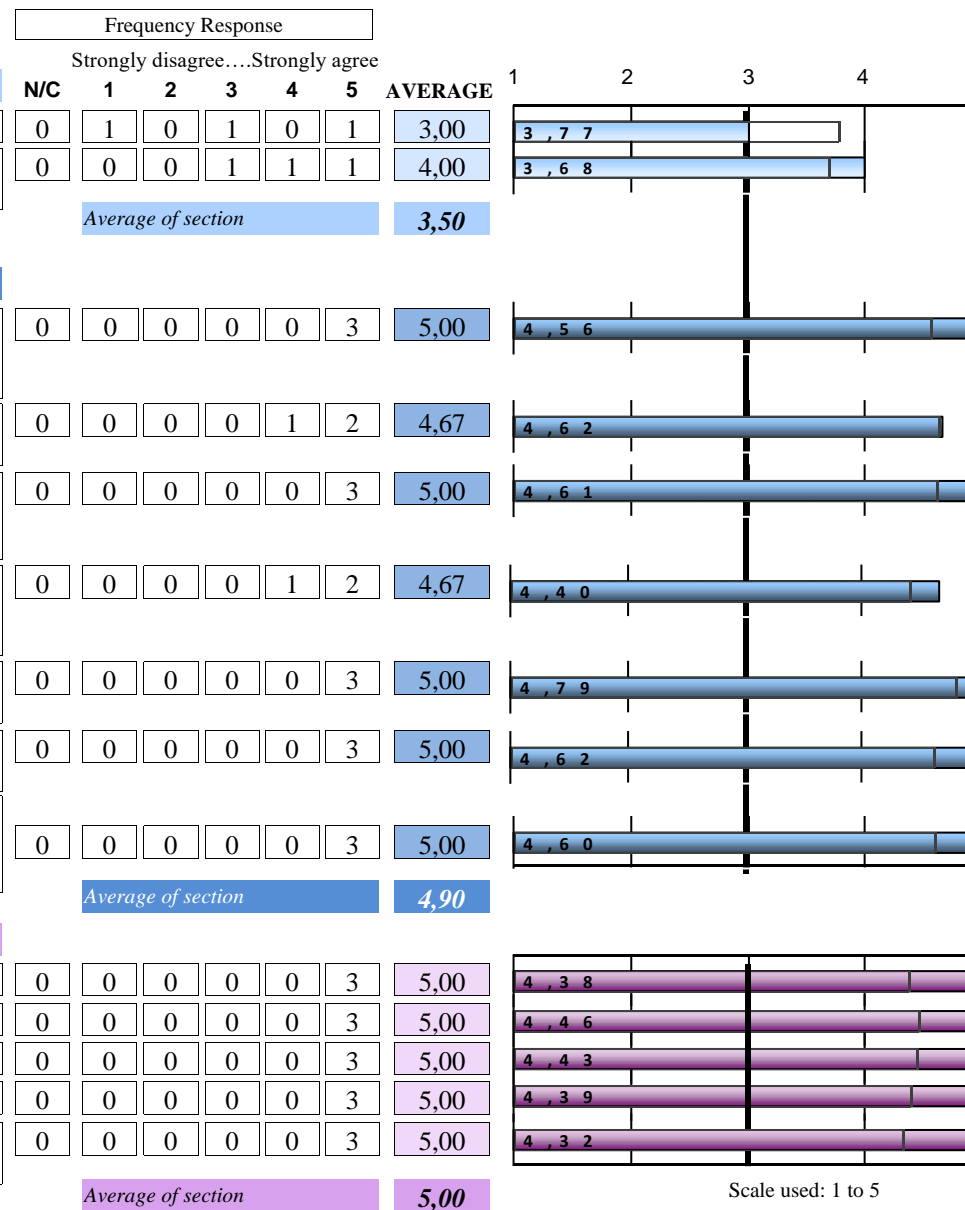 Frequency Response
Strongly disagree….Strongly agree
N/C 1 2 3 4 5 AVERAGE 1 2 3 4
0 1 0 1 0 1 3,00 3,77
0 0 0 1 1 1 4,00 3,68
Average of section 3,50
0 0 0 0 0 3 5,00 4,56
0 0 0 0 1 2 4,67 4,62
0 0 0 0 0 3 5,00 4,61
0 0 0 0 1 2 4,67 4,40
0 0 0 0 0 3 5,00 4,79
0 0 0 0 0 3 5,00 4,62
0 0 0 0 0 3 5,00 4,60
Average of section 4,90
0 0 0 0 0 3 5,00 4,38
0 0 0 0 0 3 5,00 4,46
0 0 0 0 0 3 5,00 4,43
0 0 0 0 0 3 5,00 4,39
0 0 0 0 0 3 5,00 4,32
Average of section 5,00
Scale used: 1 to 5